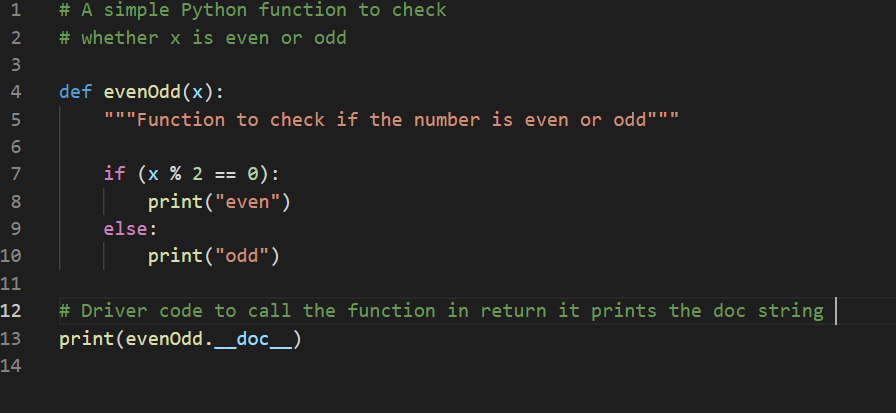 1 # A simple Python function to check
2 # whether x is even or odd
3
4 def evenOdd(x):
5     """Function to check if the number is even or odd"""
6
7     if (x % 2 == 0):
8         print("even")
9     else:
10         print("odd")
11
12 # Driver code to call the function in return it prints the doc string
13 print(evenOdd.__doc__)
14